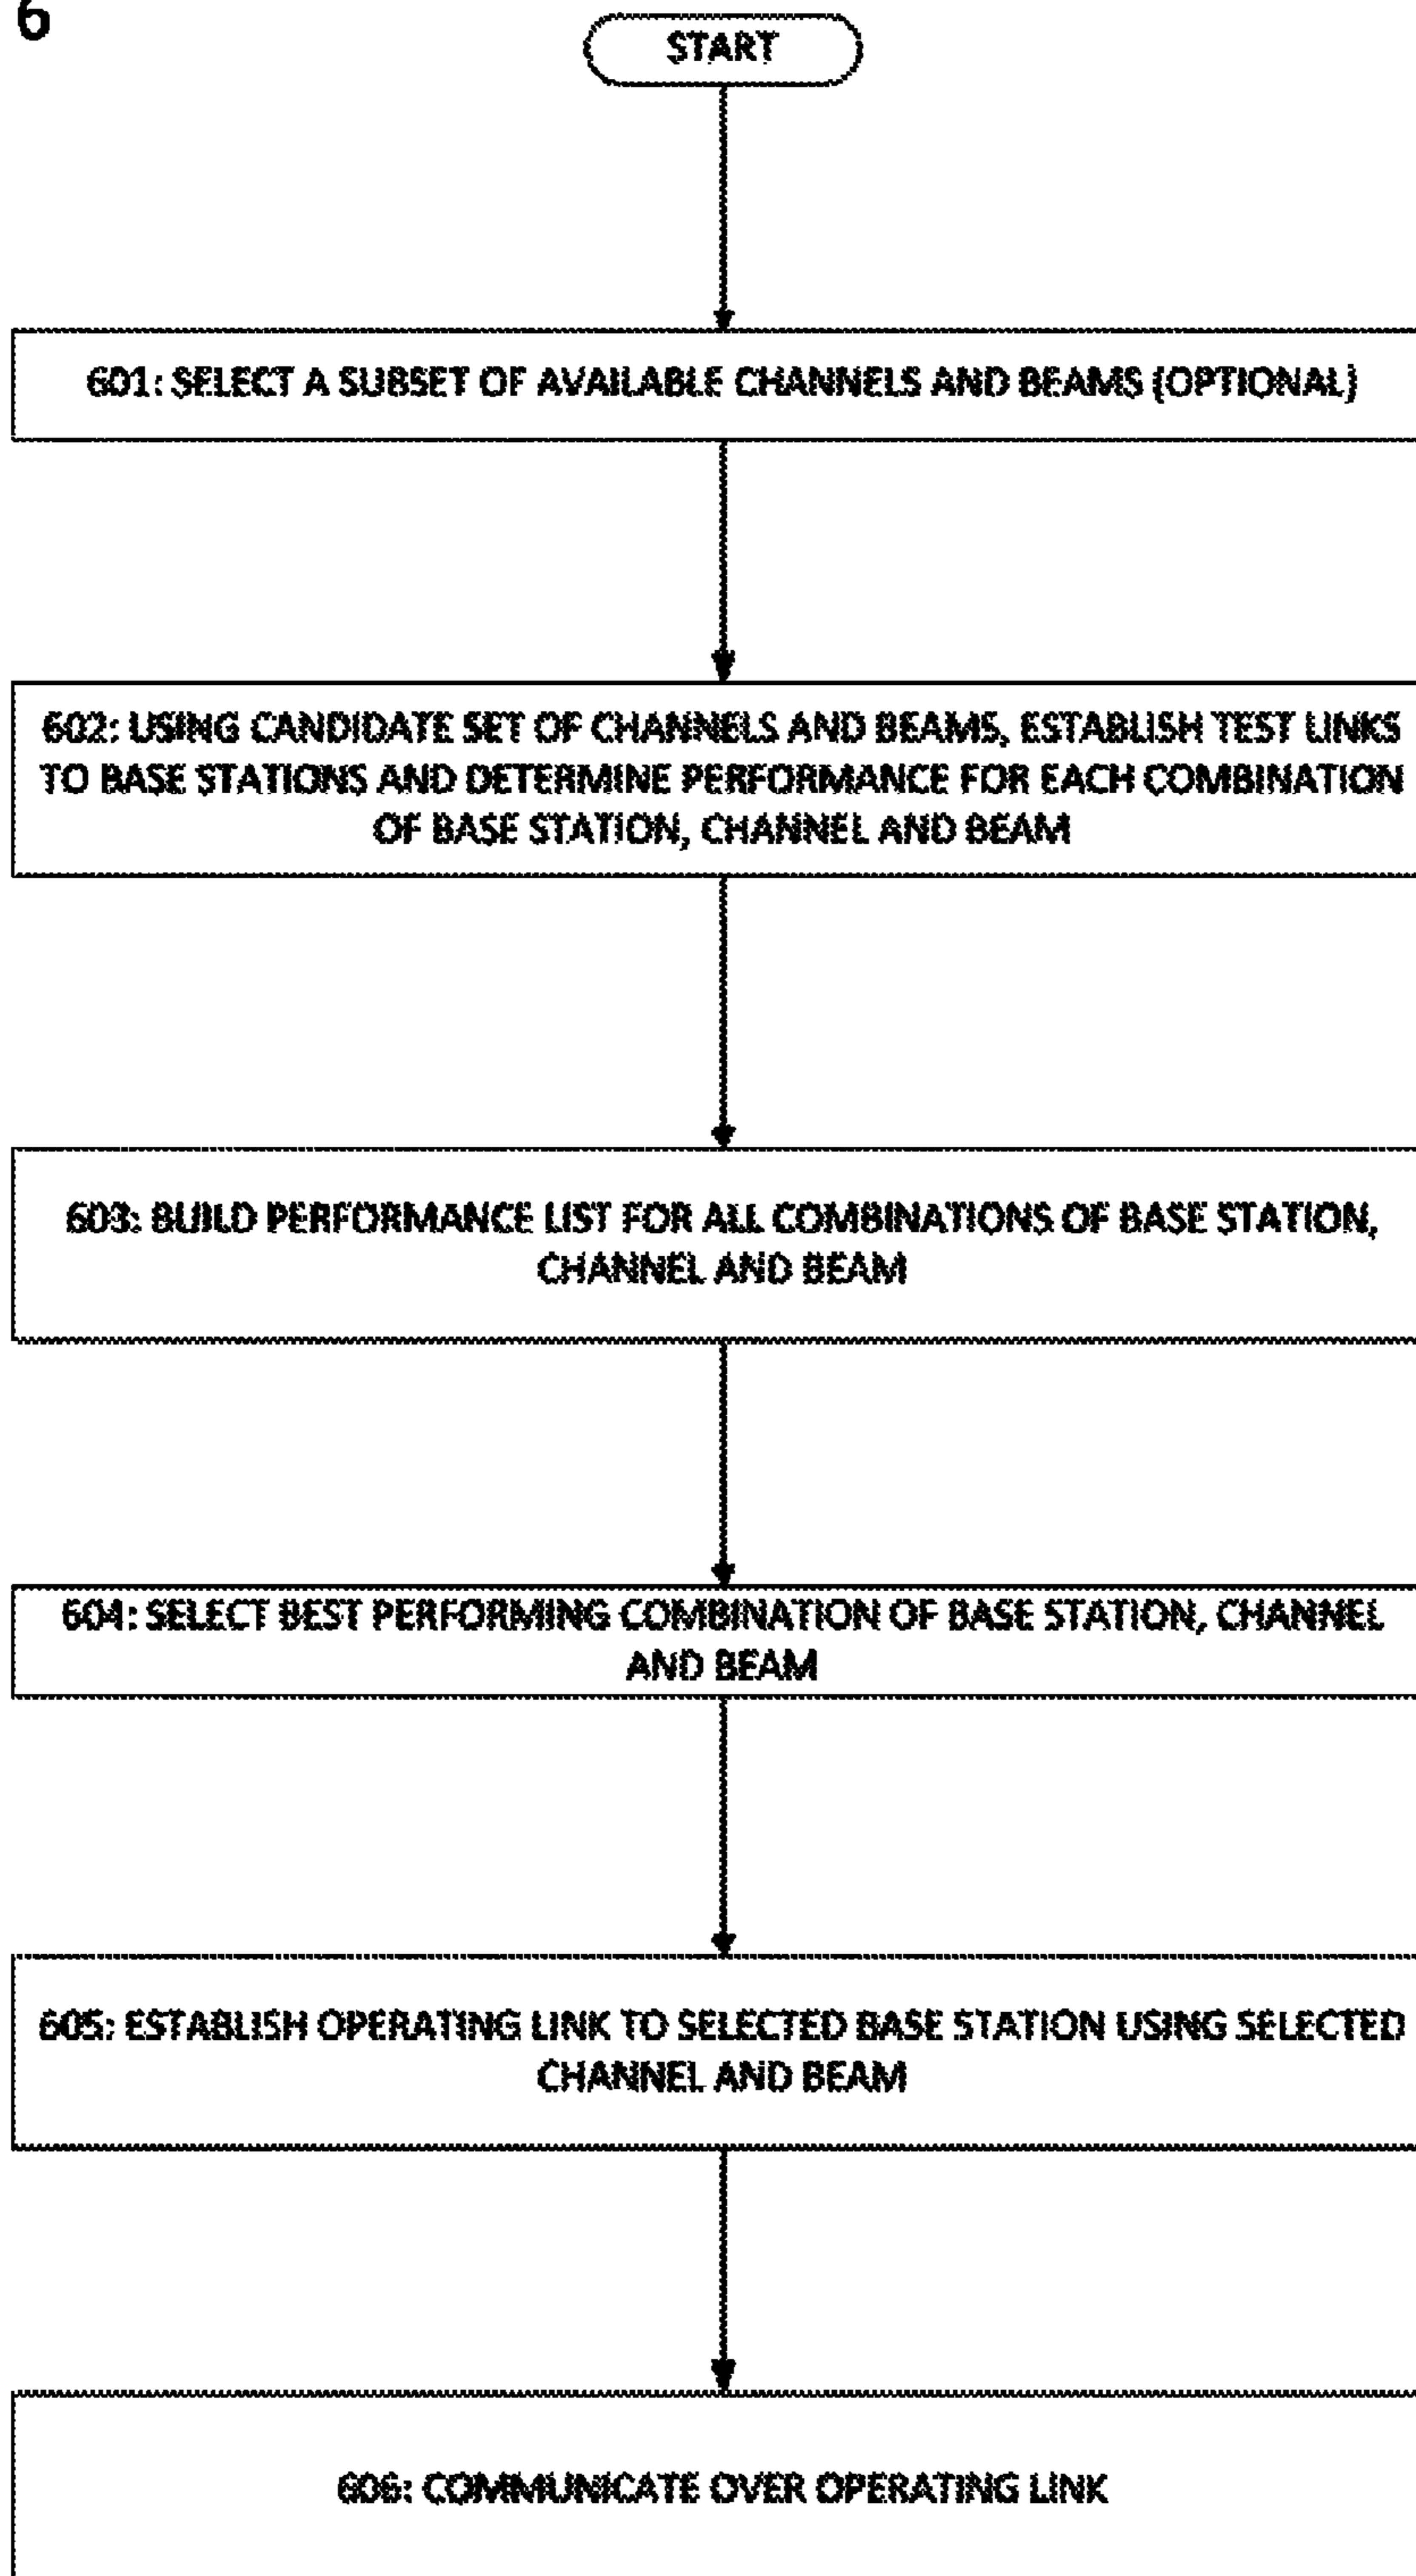 6
START
601: SELECT A SUBSET OF AVAILABLE CHANNELS AND BEAMS (OPTIONAL)
602: USING CANDIDATE SET OF CHANNELS AND BEAMS, ESTABLISH TEST LINKS
TO BASE STATIONS AND DETERMINE PERFORMANCE FOR EACH COMBINATION
OF BASE STATION, CHANNEL AND BEAM
603: BUILD PERFORMANCE LIST FOR ALL COMBINATIONS OF BASE STATION,
CHANNEL AND BEAM
604: SELECT BEST PERFORMING COMBINATION OF BASE STATION, CHANNEL
AND BEAM
605: ESTABLISH OPERATING LINK TO SELECTED BASE STATION USING SELECTED
CHANNEL AND BEAM
606: COMMUNICATE OVER OPERATING LINK